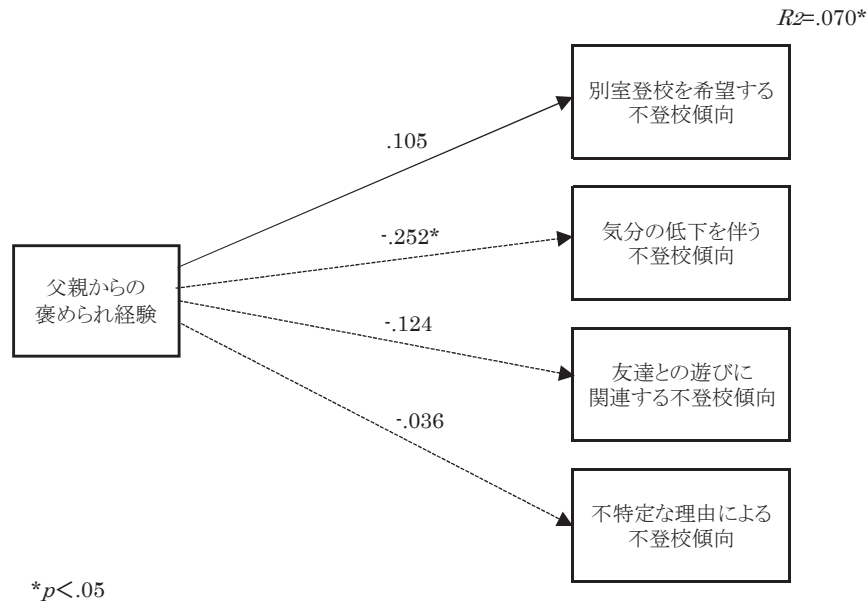 R2=.070*
別室登校を希望する
不登校傾向
.105
-.252*
気分の低下を伴う
不登校傾向
父親からの
褒められ経験
-.124
友達との遊びに
関連する不登校傾向
-.036
不特定な理由による
不登校傾向
*p<.05